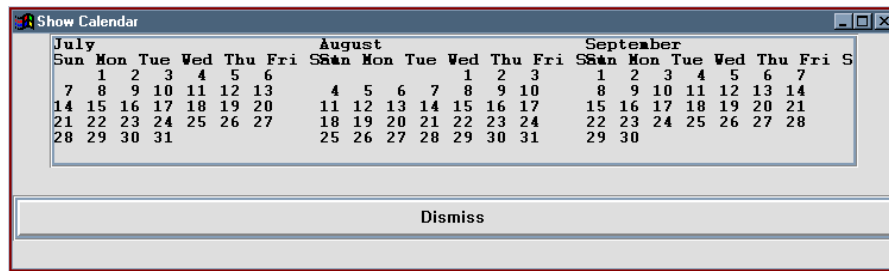 Show Calendar
July August September
Sun Mon Tue Wed Thu Fri Sun Mon Tue Wed Thu Fri Sun Mon Tue Wed Thu Fri S
1 2 3 4 5 6 1 2 3 1 2 3 4 5 6 7
7 8 9 10 11 12 13 4 5 6 7 8 9 10 8 9 10 11 12 13 14
14 15 16 17 18 19 20 11 12 13 14 15 16 17 15 16 17 18 19 20 21
21 22 23 24 25 26 27 18 19 20 21 22 23 24 22 23 24 25 26 27 28
28 29 30 31 25 26 27 28 29 30 31 29 30
Dismiss